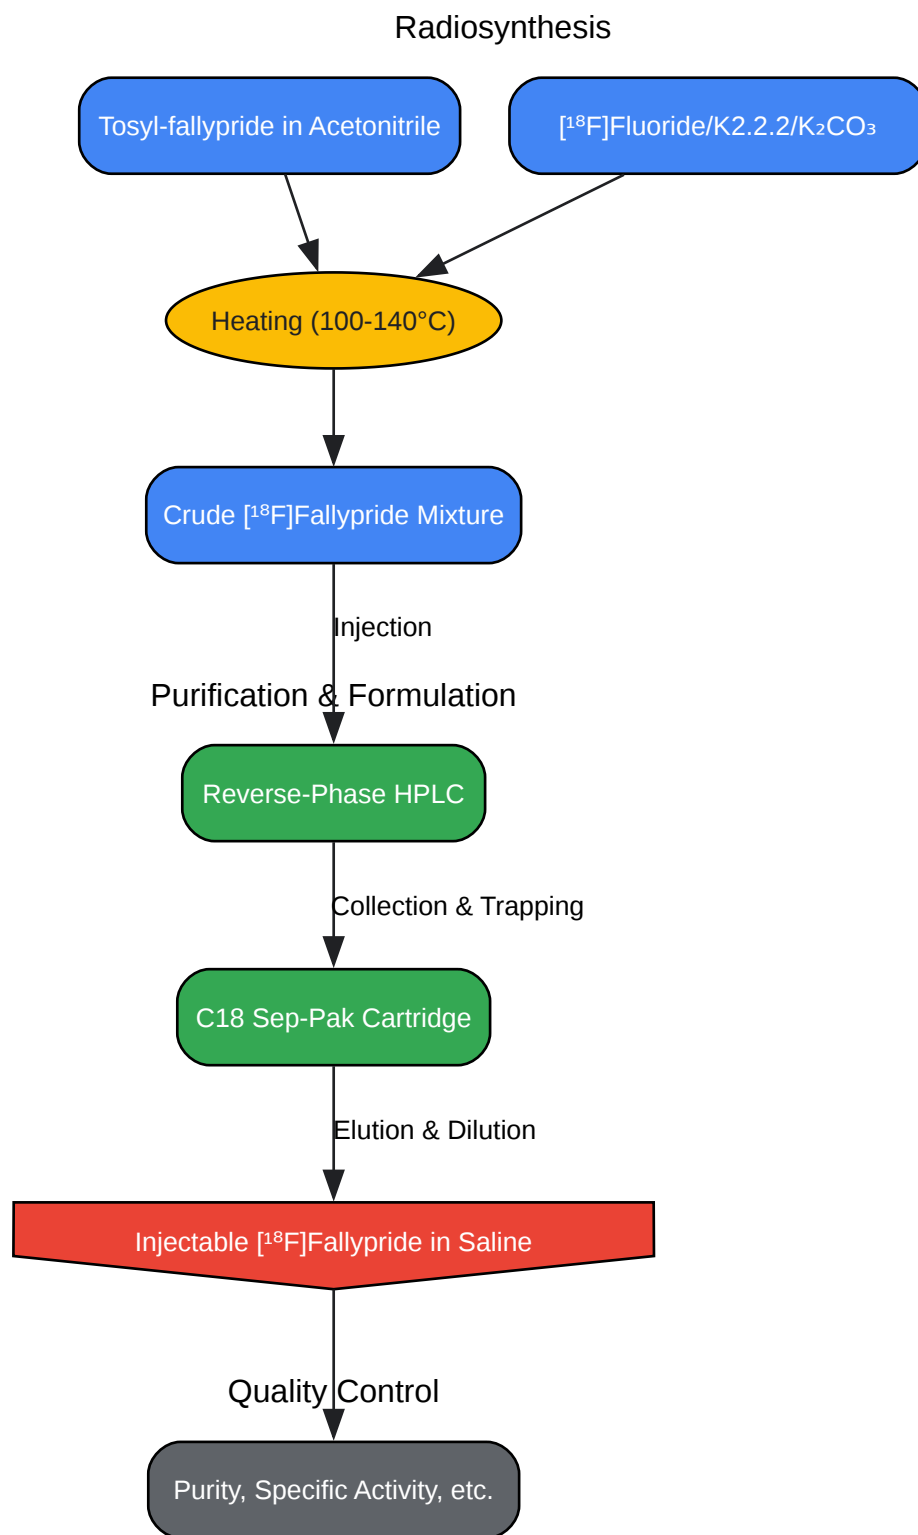 Radiosynthesis
Tosyl-fallypride in Acetonitrile
[¹⁸F]Fluoride/K2.2.2/K₂CO₃
Heating (100-140°C)
Crude [¹⁸F]Fallypride Mixture
Injection
Purification & Formulation
Reverse-Phase HPLC
Collection & Trapping
C18 Sep-Pak Cartridge
Elution & Dilution
Injectable [¹⁸F]Fallypride in Saline
Quality Control
Purity, Specific Activity, etc.